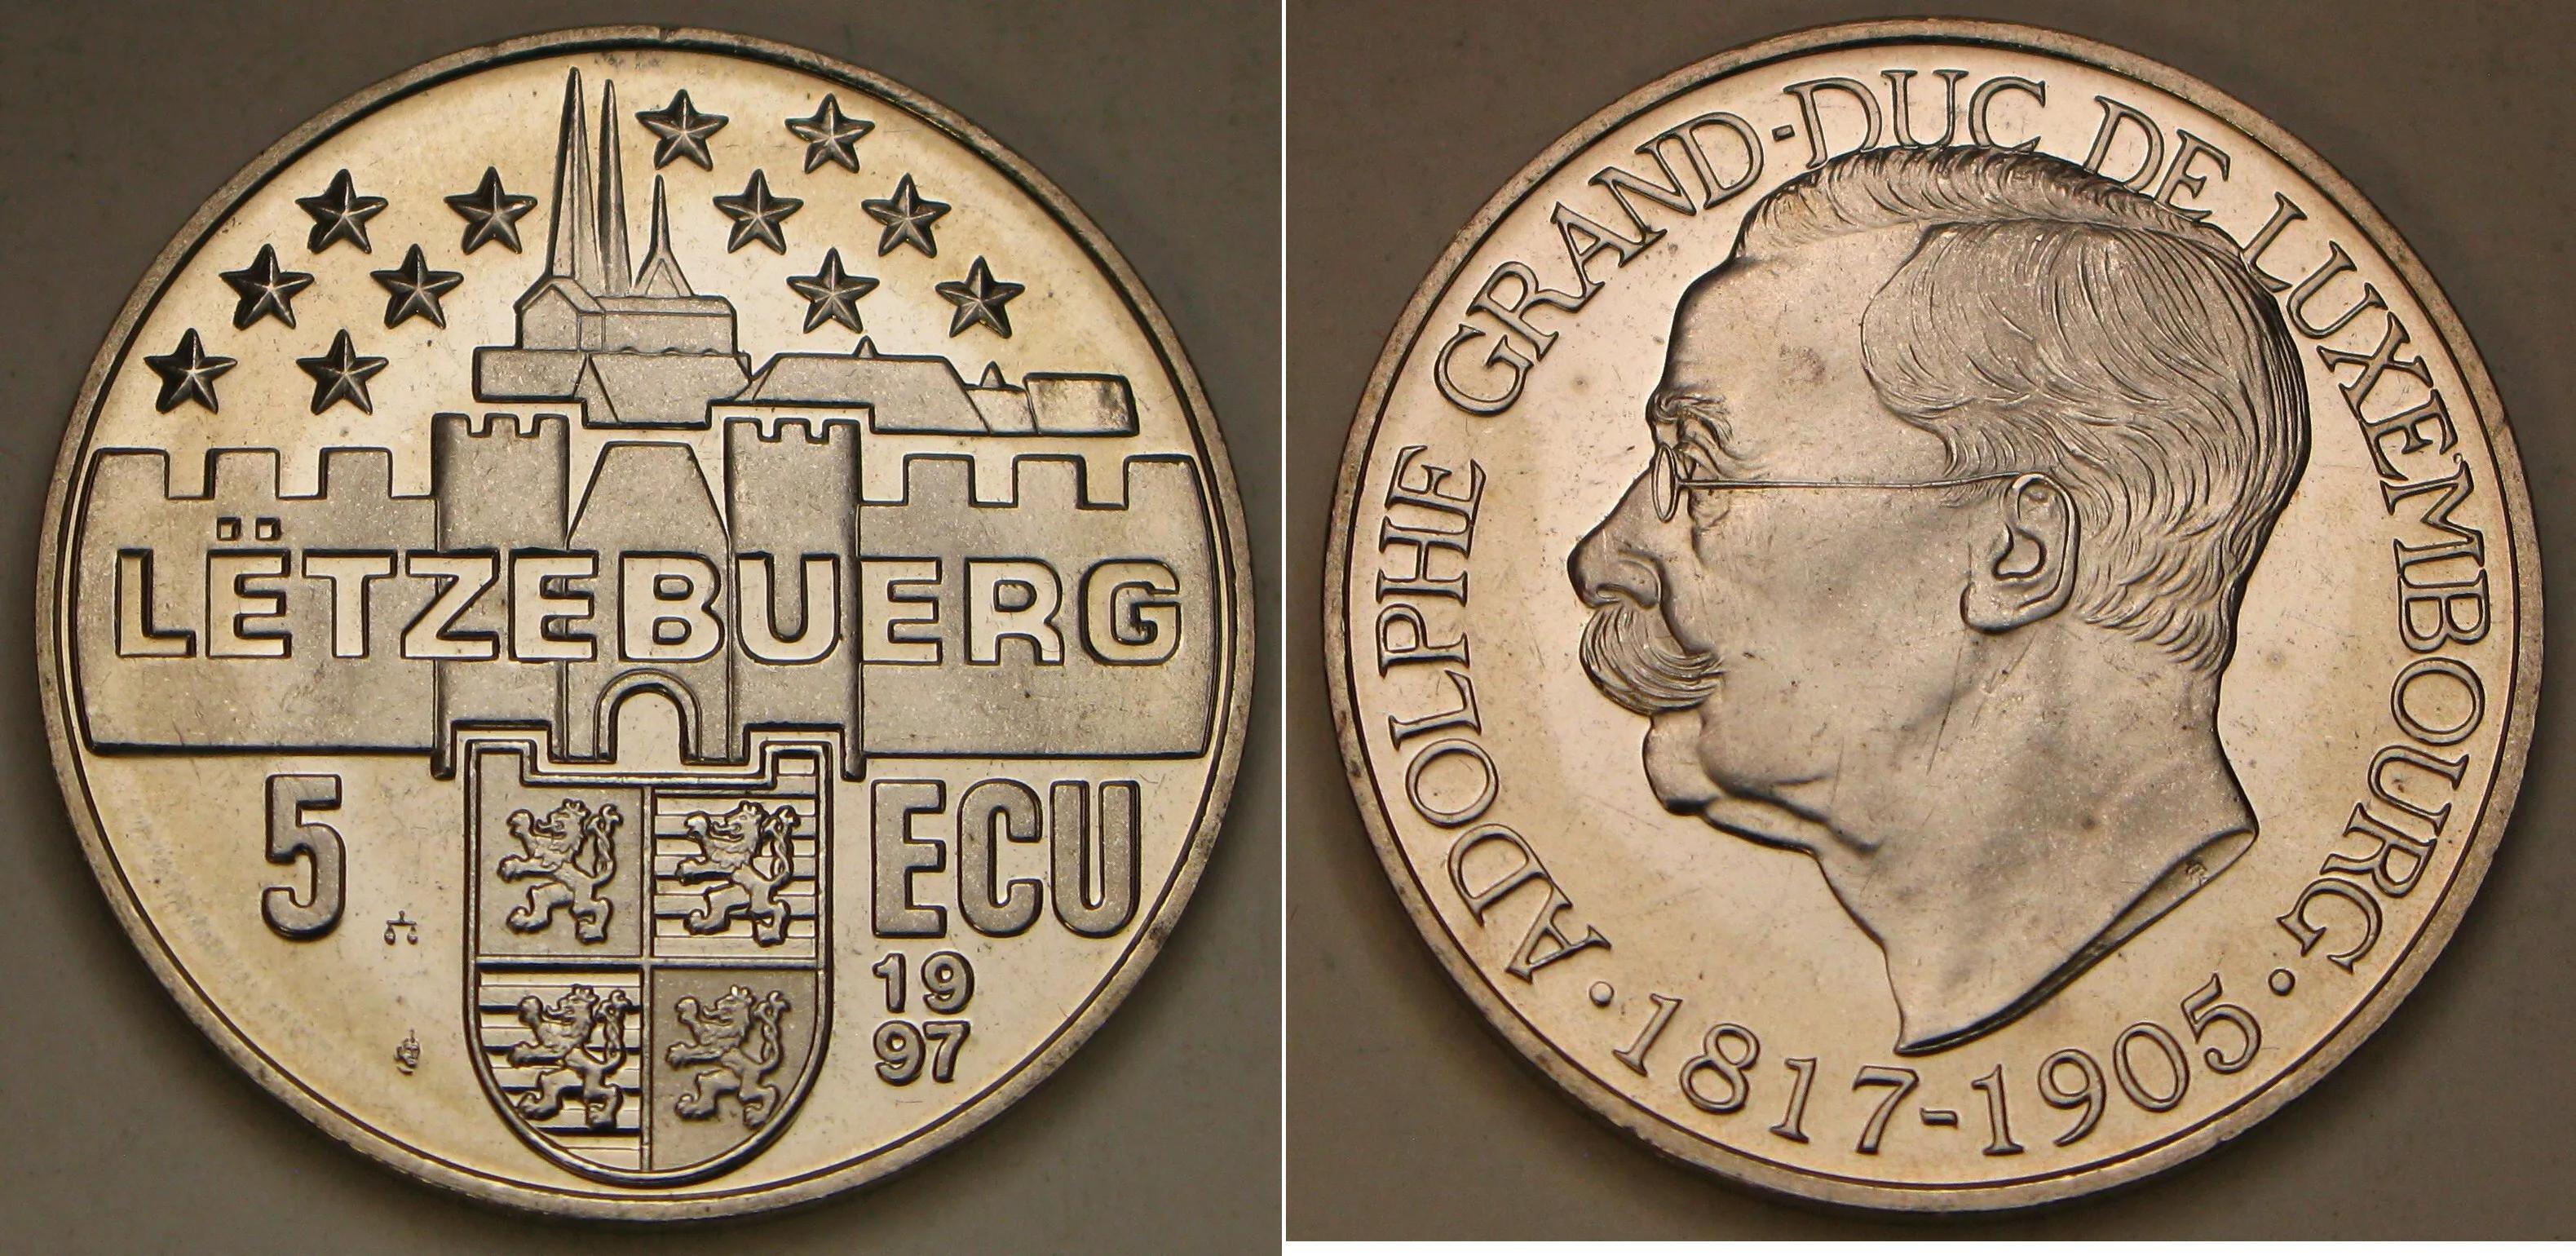 LËTZEBUERG
5 ECU
19
97
ADOLPHE GRAND-DUC DE LUXEMBOURG
· 1817-1905 ·